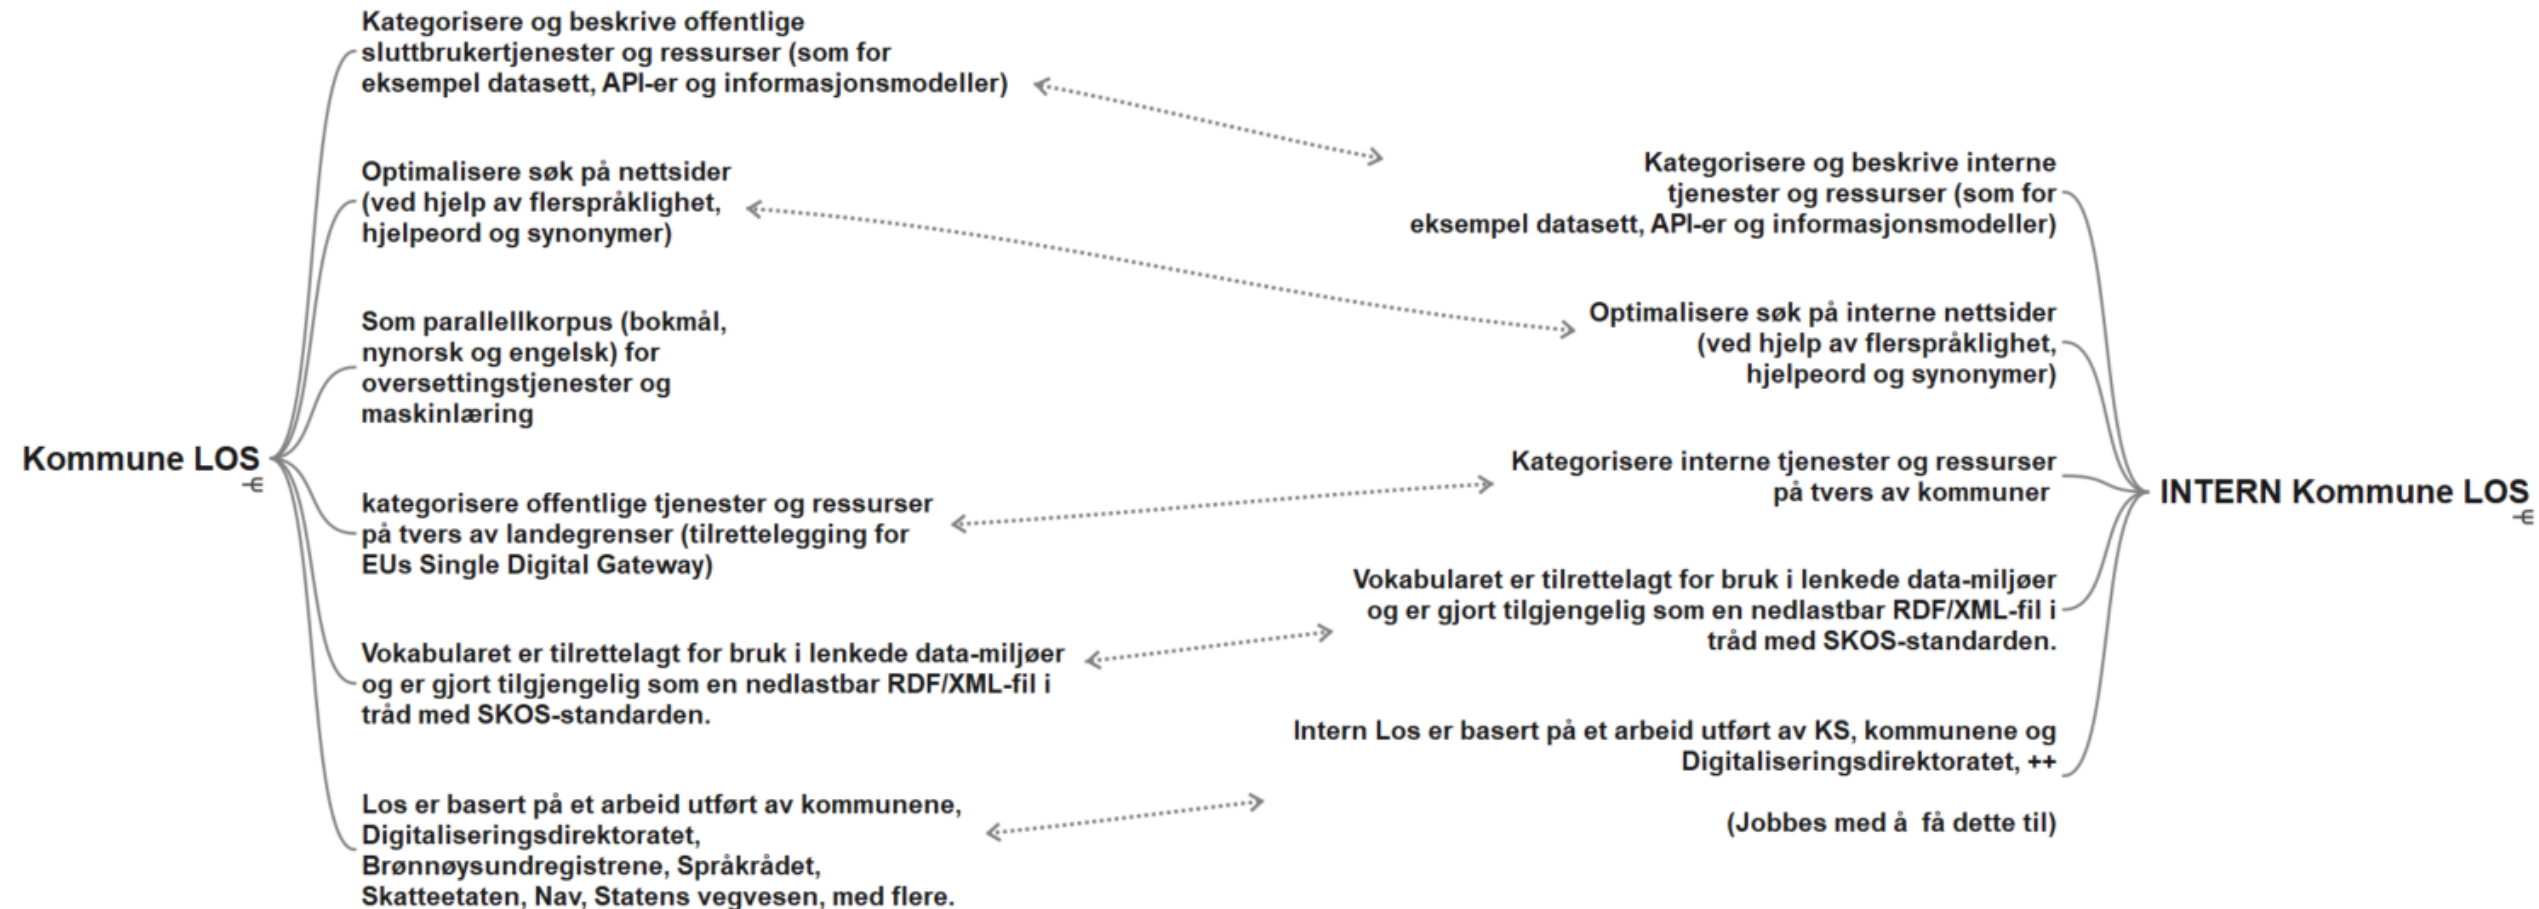 Kommune LOS
Kategorisere og beskrive offentlige
sluttbrukertjenester og ressurser (som for
eksempel datasett, API-er og informasjonsmodeller)
Optimalisere søk på nettsider
(ved hjelp av flerspråklighet,
hjelpeord og synonymer)
Som parallellkorpus (bokmål,
nynorsk og engelsk) for
oversettingstjenester og
maskinlæring
kategorisere offentlige tjenester og ressurser
på tvers av landegrenser (tilrettelegging for
EUs Single Digital Gateway)
Vokabularet er tilrettelagt for bruk i lenkede data-miljøer
og er gjort tilgjengelig som en nedlastbar RDF/XML-fil i
tråd med SKOS-standarden.
Los er basert på et arbeid utført av kommunene,
Digitaliseringsdirektoratet,
Brønnøysundregistrene, Språkrådet,
Skatteetaten, Nav, Statens vegvesen, med flere.
INTERN Kommune LOS
Kategorisere og beskrive interne
tjenester og ressurser (som for
eksempel datasett, API-er og informasjonsmodeller)
Optimalisere søk på interne nettsider
(ved hjelp av flerspråklighet,
hjelpeord og synonymer)
Kategorisere interne tjenester og ressurser
på tvers av kommuner
Vokabularet er tilrettelagt for bruk i lenkede data-miljøer
og er gjort tilgjengelig som en nedlastbar RDF/XML-fil i
tråd med SKOS-standarden.
Intern Los er basert på et arbeid utført av KS, kommunene og
Digitaliseringsdirektoratet, ++
(Jobbes med å få dette til)